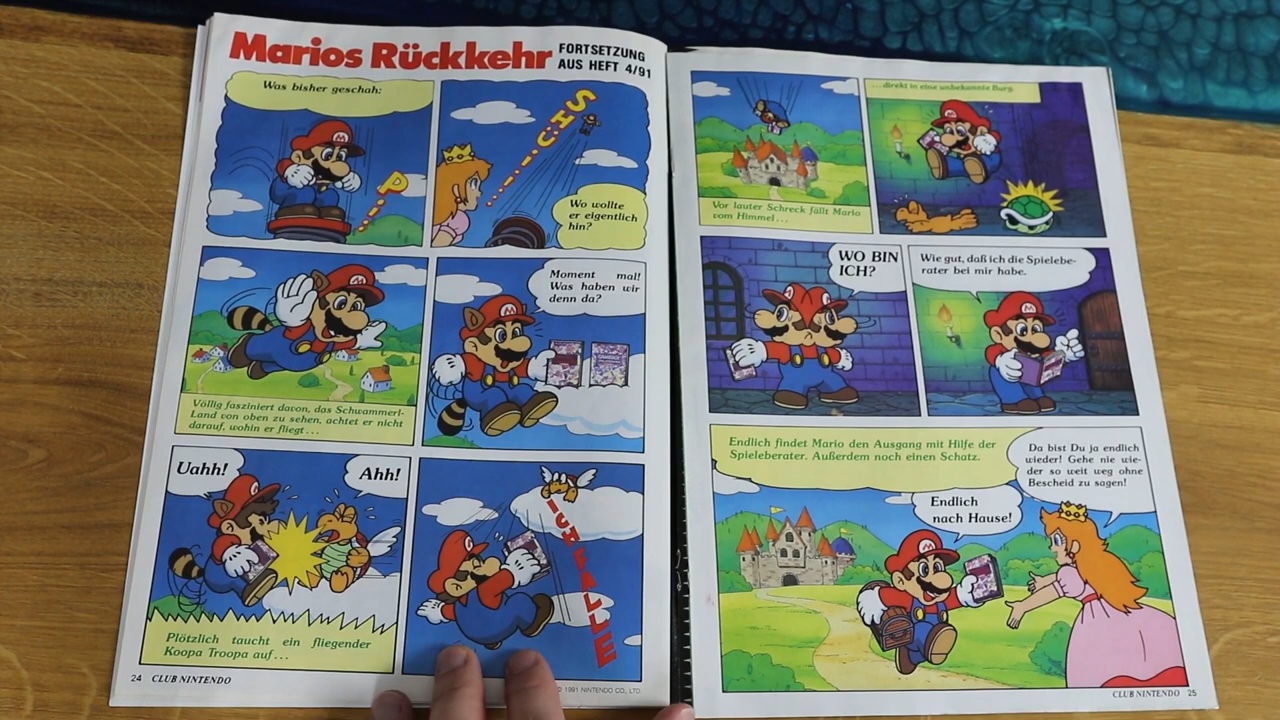 Marios Rückkehr
FORTSETZUNG
AUS HEFT 4/91
Was bisher geschah:
P
SHUI....
Wo wollte
er eigentlich
hin?
Völlig fasziniert davon, das Schwammerl-
Land von oben zu sehen, achtet er nicht
darauf, wohin er fliegt ...
Moment mal!
Was haben wir
denn da?
Uahh!
Ahh!
Plötzlich taucht ein fliegender
Koopa Troopa auf ...
ICH FALLE
24 CLUB NINTENDO
© 1991 NINTENDO CO., LTD.
Vor lauter Schreck fällt Mario
vom Himmel ...
... direkt in eine unbekannte Burg.
WO BIN
ICH?
Wie gut, daß ich die Spielebe-
rater bei mir habe.
Endlich findet Mario den Ausgang mit Hilfe der
Spieleberater. Außerdem noch einen Schatz.
Endlich
nach Hause!
Da bist Du ja endlich
wieder! Gehe nie wie-
der so weit weg ohne
Bescheid zu sagen!
CLUB NINTENDO 25